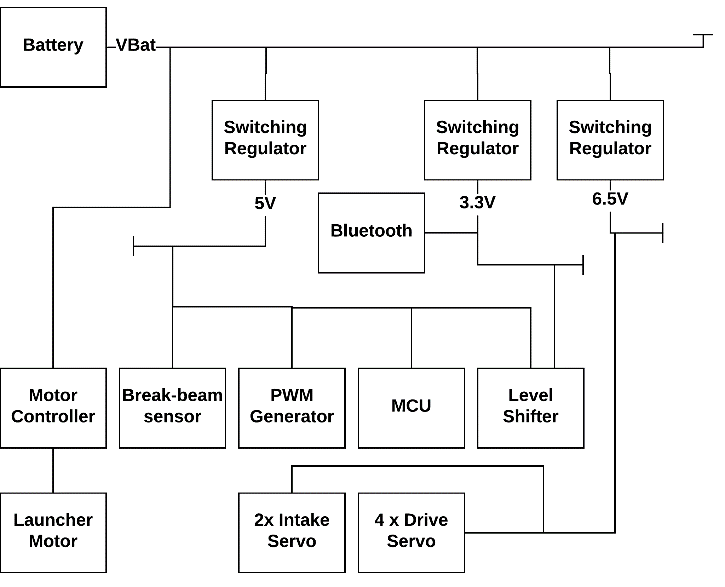 Battery
VBat
Switching
Regulator
Switching
Regulator
Switching
Regulator
5V
3.3V
6.5V
Bluetooth
Motor
Controller
Break-beam
sensor
PWM
Generator
MCU
Level
Shifter
Launcher
Motor
2x Intake
Servo
4 x Drive
Servo